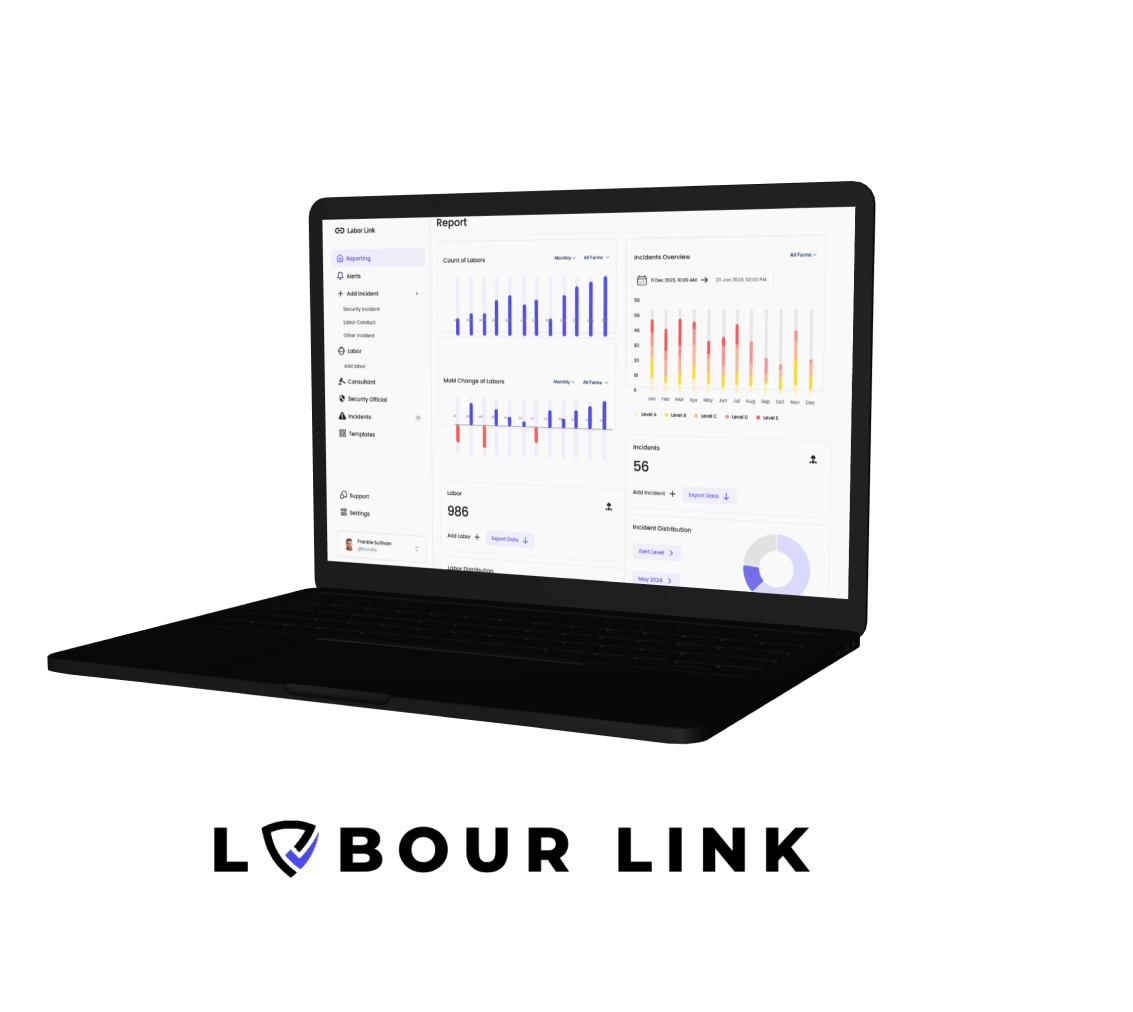 Labor Link
Reporting
Alerts
Add Incident
Security Incident
Labor Conduct
Other Incident
Labor
Add labor
Consultant
Security Official
Incidents
Templates
Support
Settings
Frankie Sullivan
@frankie
Report
Count of Labors
Monthly
All Farms
MoM Change of Labors
Monthly
All Farms
Labor
986
Add Labor +
Export Data
Labor Distribution
Incidents Overview
All Farms
11 Dec 2023, 10:00 AM → 20 Jan 2024, 02:00 PM
50
50
40
30
20
10
0
Jan Feb Mar Apr May Jun Jul Aug Sep Oct Nov Dec
Level A Level B Level C Level D Level E
Incidents
56
Add Incident +
Export Data
Incident Distribution
Alert Level
May 2024
L BOUR LINK